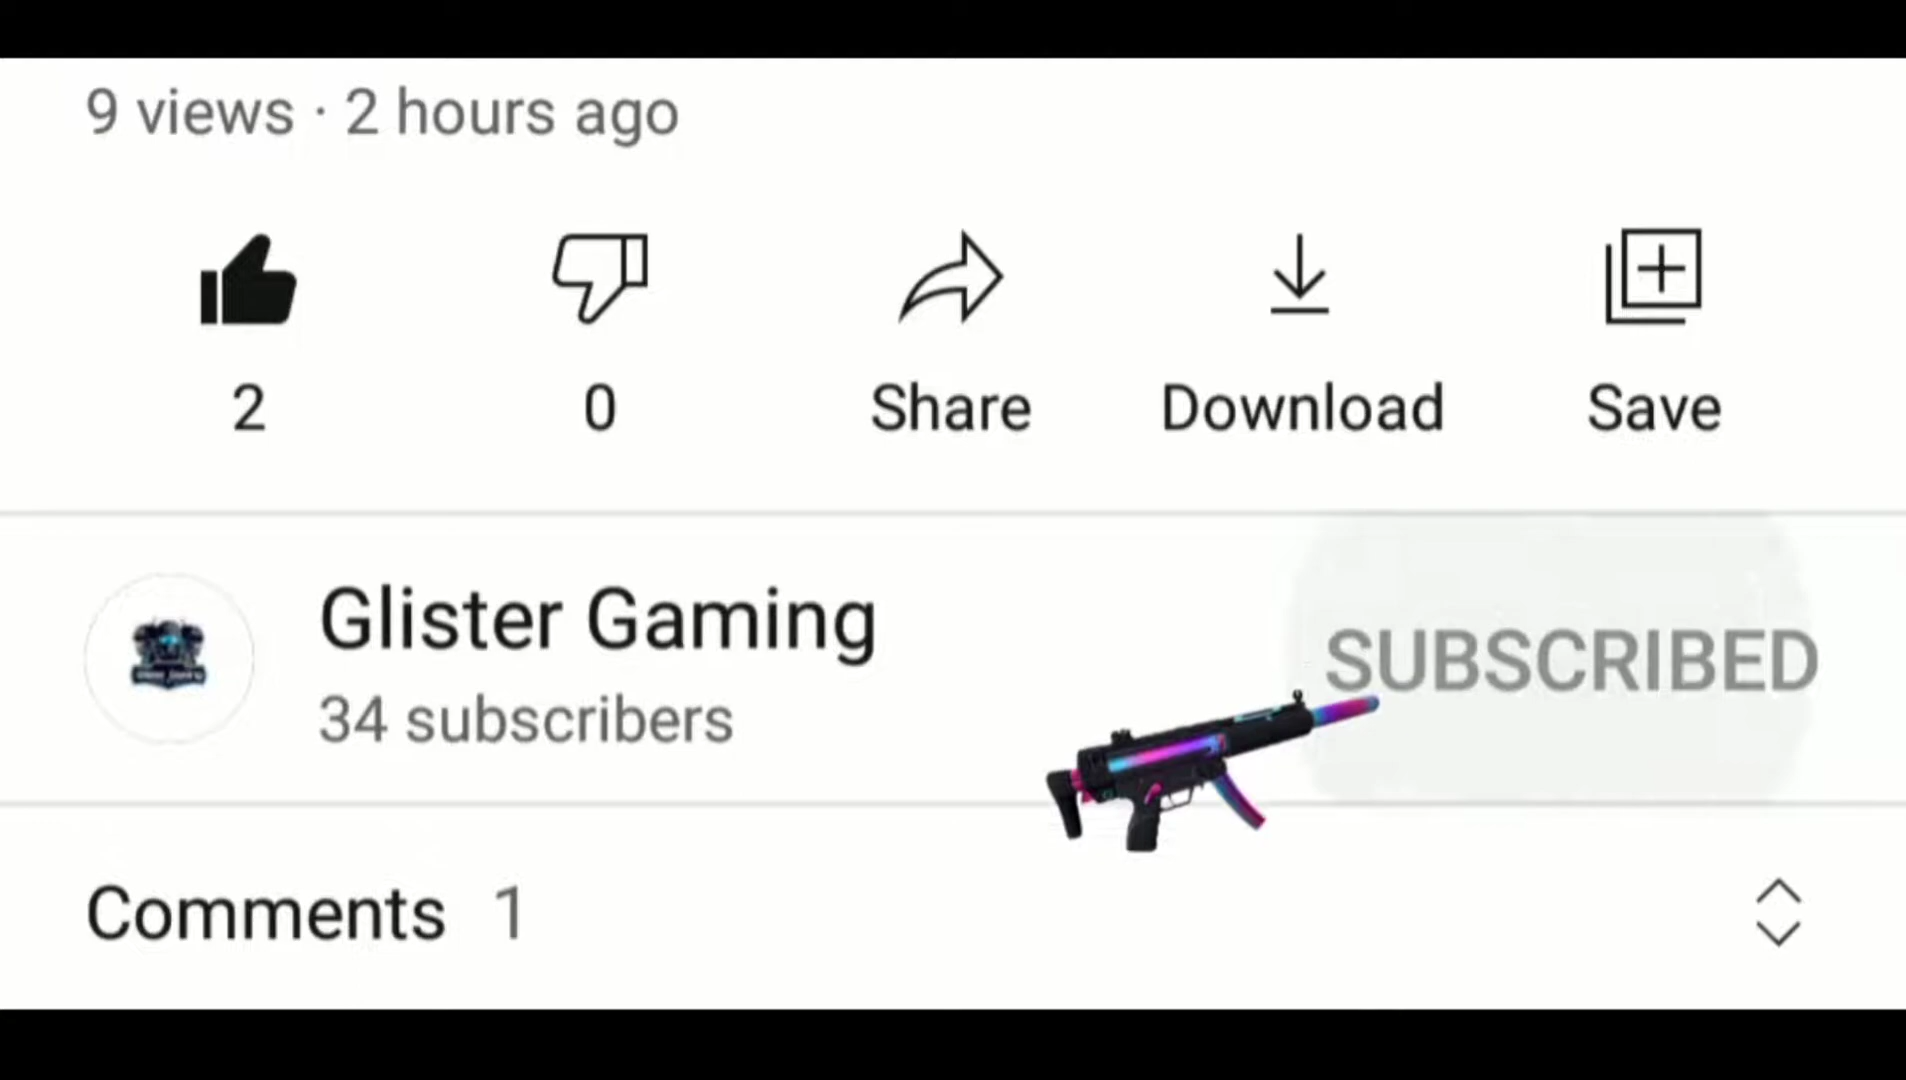 9 views · 2 hours ago
2
0
Share
Download
Save
Glister Gaming
SUBSCRIBED
34 subscribers
Comments 1